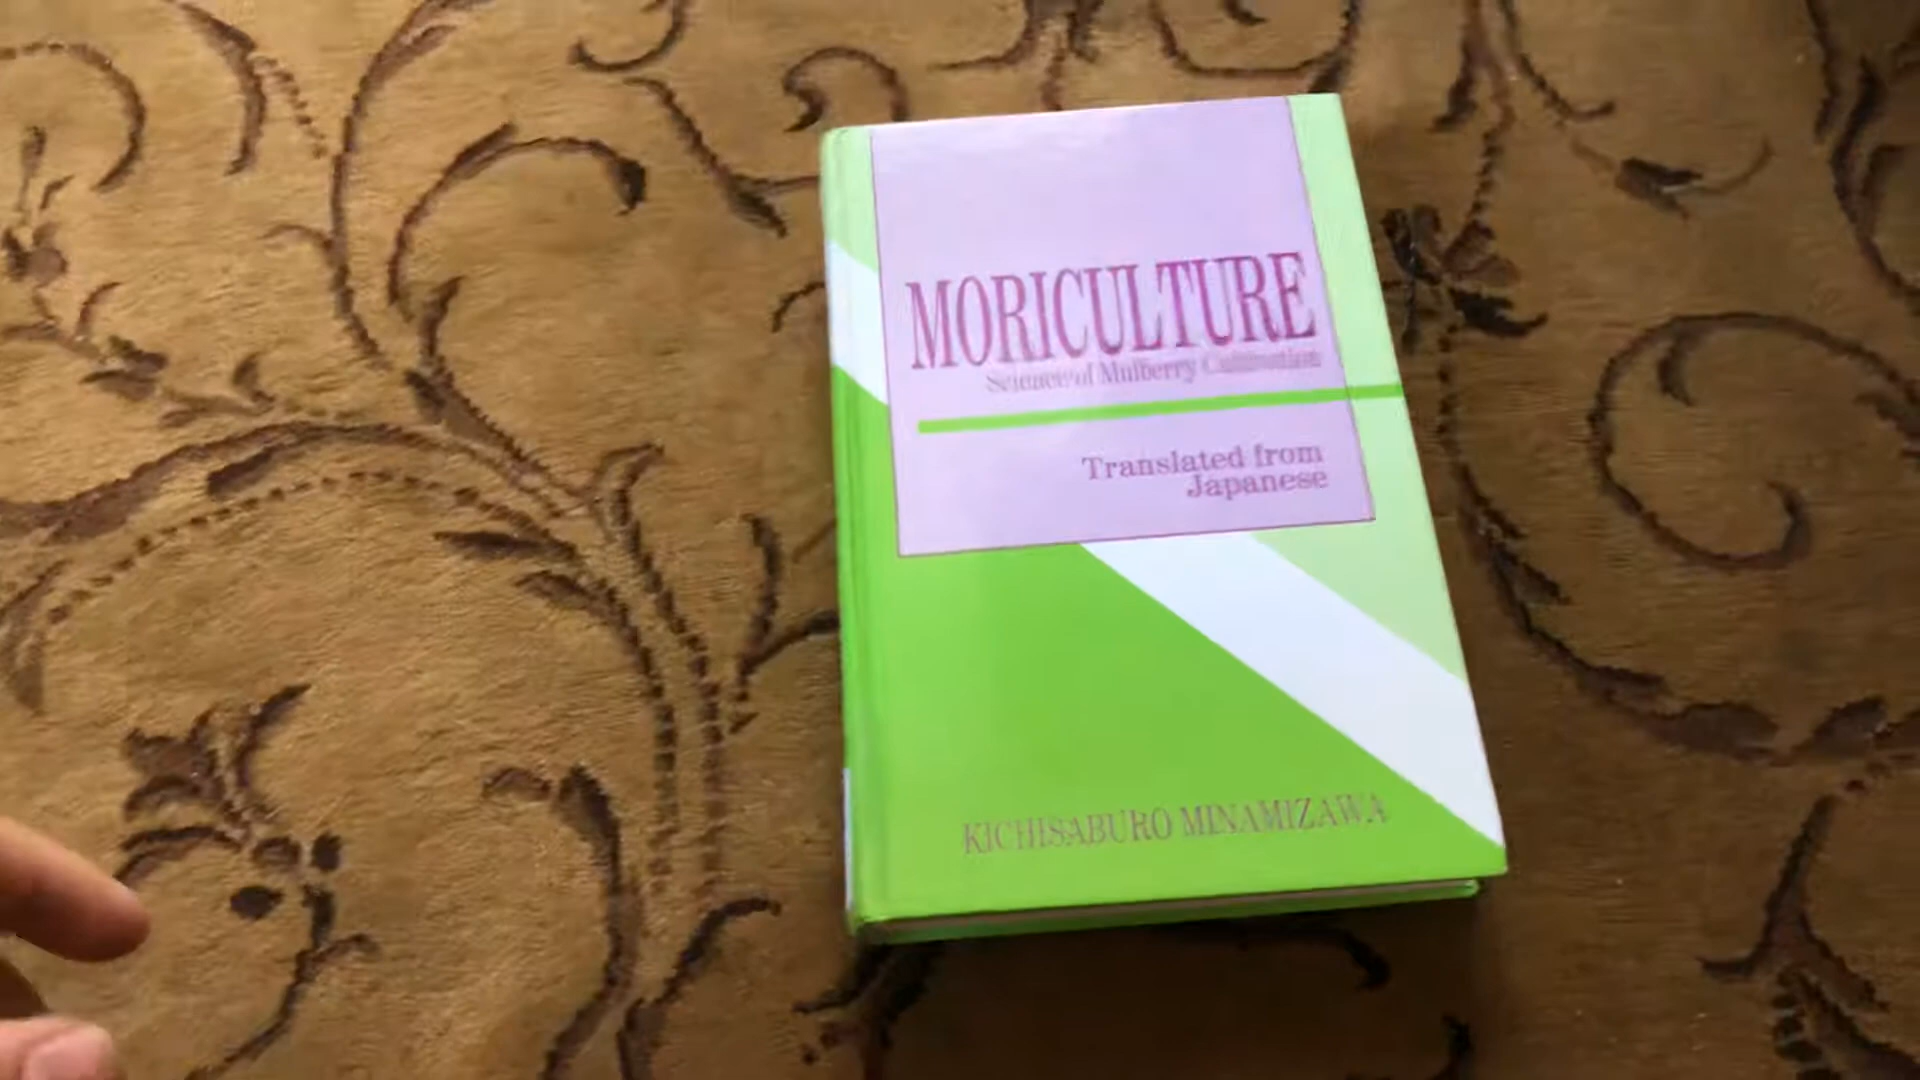 MORICULTURE
Science of Mulberry Cultivation
Translated from
Japanese
KICHISABURO MINAMIZAWA